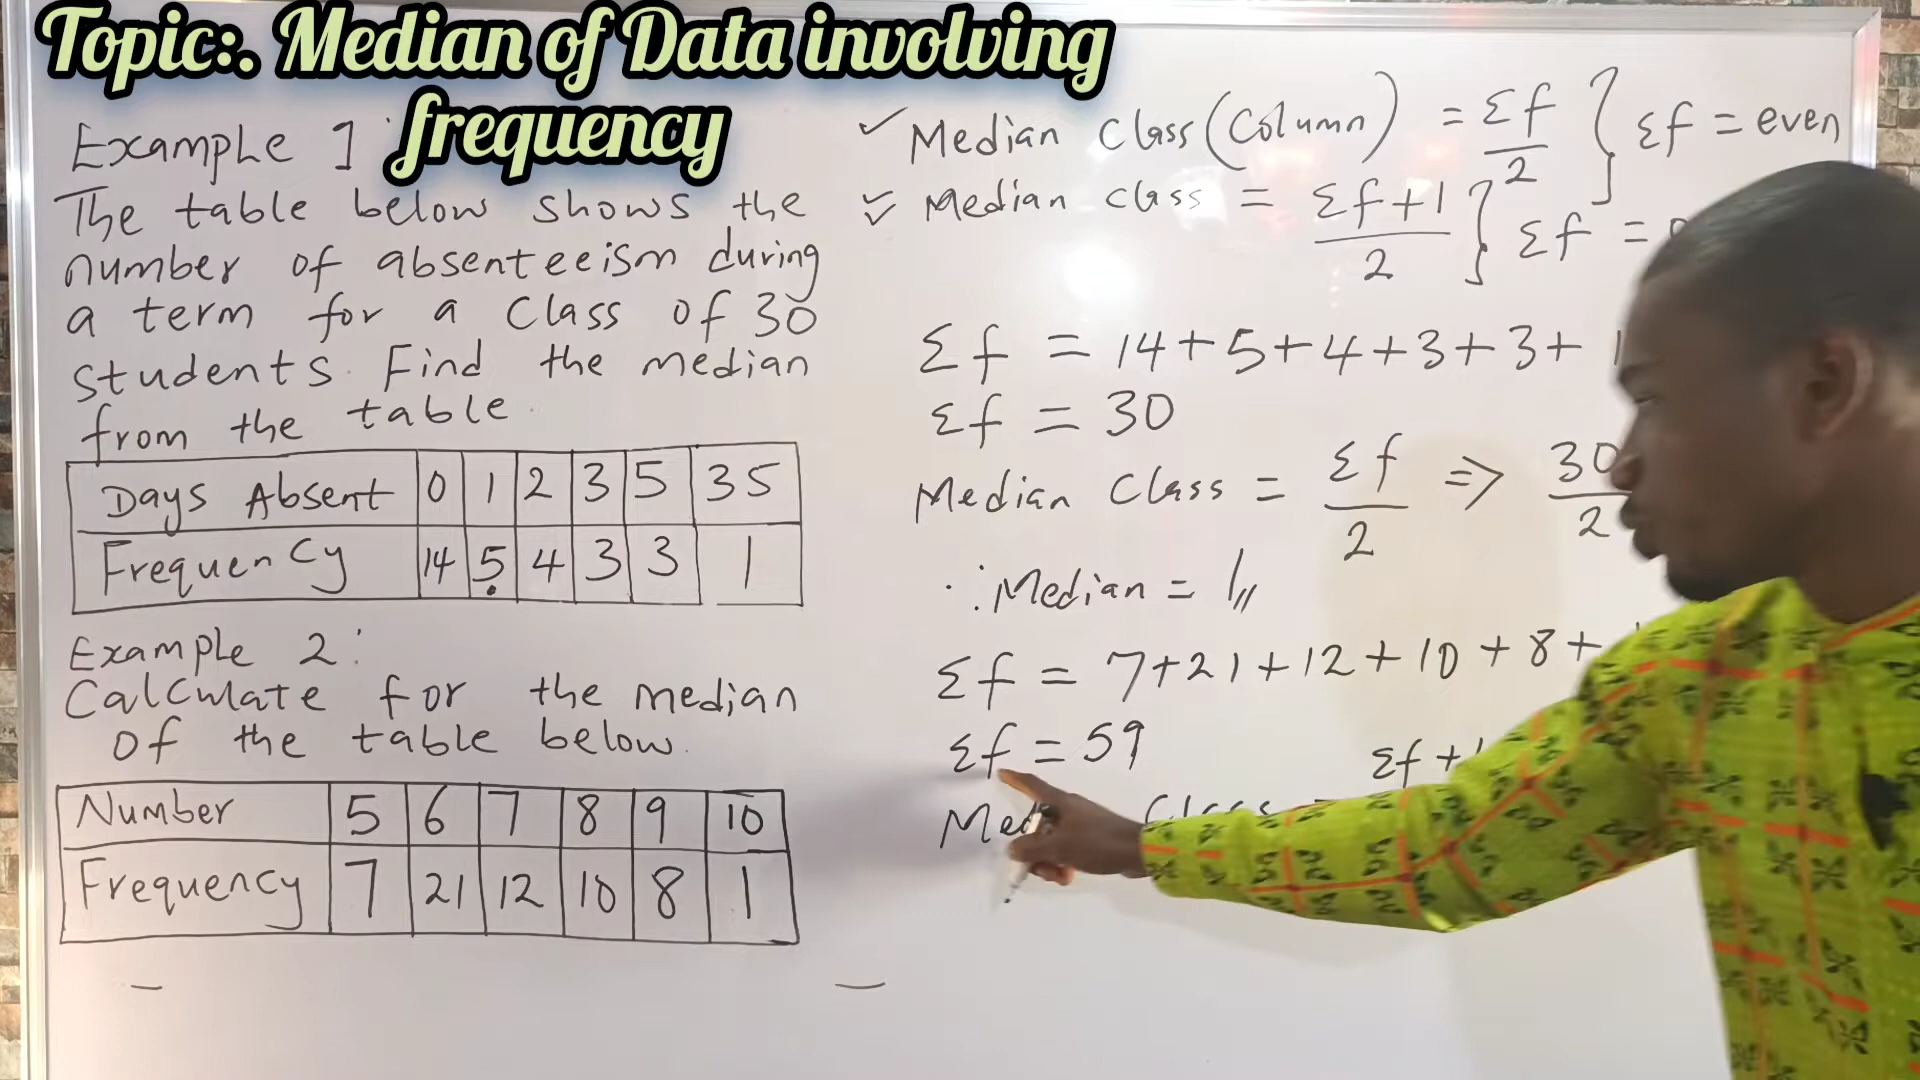 Topic:. Median of Data involving
frequency
Example 1
The table below shows the
number of absenteeism during
a term for a class of 30
students. Find the median
from the table.
Days Absent 0 1 2 3 5 35
Frequency 14 5 4 3 3 1
Example 2:
Calculate for the median
of the table below.
Number 5 6 7 8 9 10
Frequency 7 21 12 10 8 1
✓ Median Class (Column) = Σf/2 } Σf = even
✓ Median class = Σf+1/2 } Σf =
Σf = 14+5+4+3+3+1
Σf = 30
Median Class = Σf/2 => 30/2
∴ Median = 1
Σf = 7+21+12+10+8+
Σf = 59
Σf+1
Class